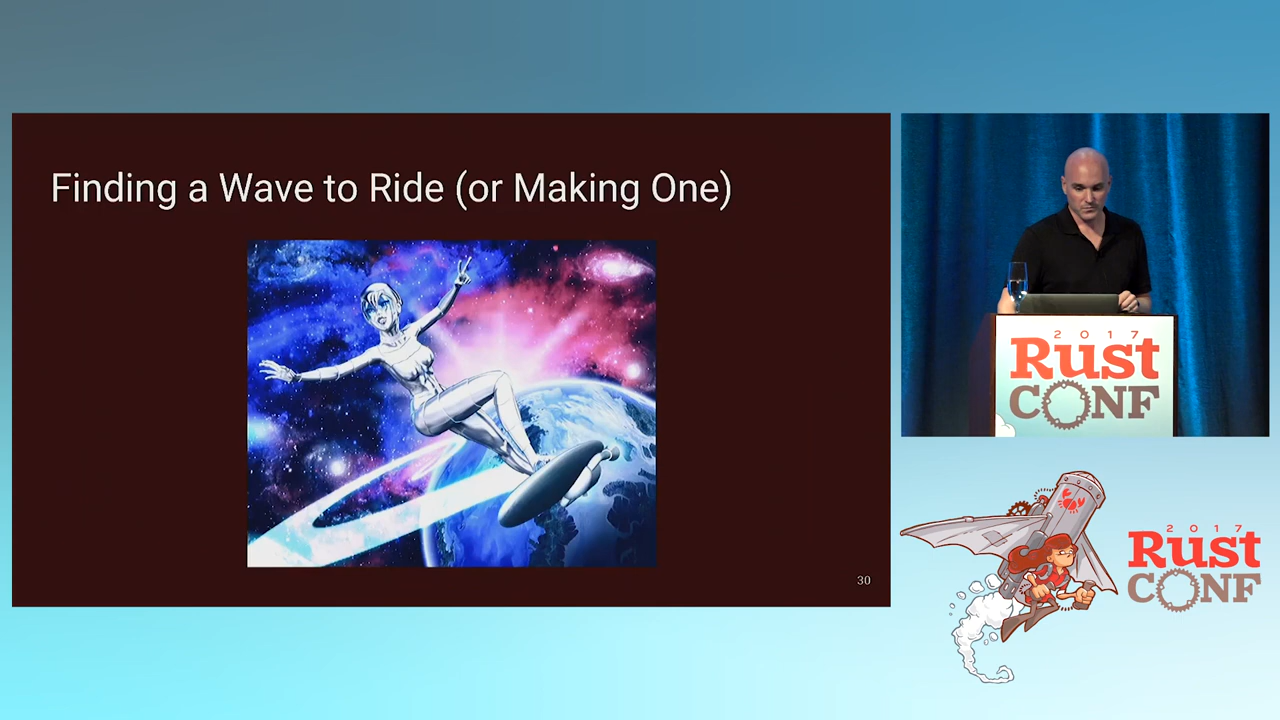 Finding a Wave to Ride (or Making One)
30
2017
Rust
CONF
2017
Rust
CONF